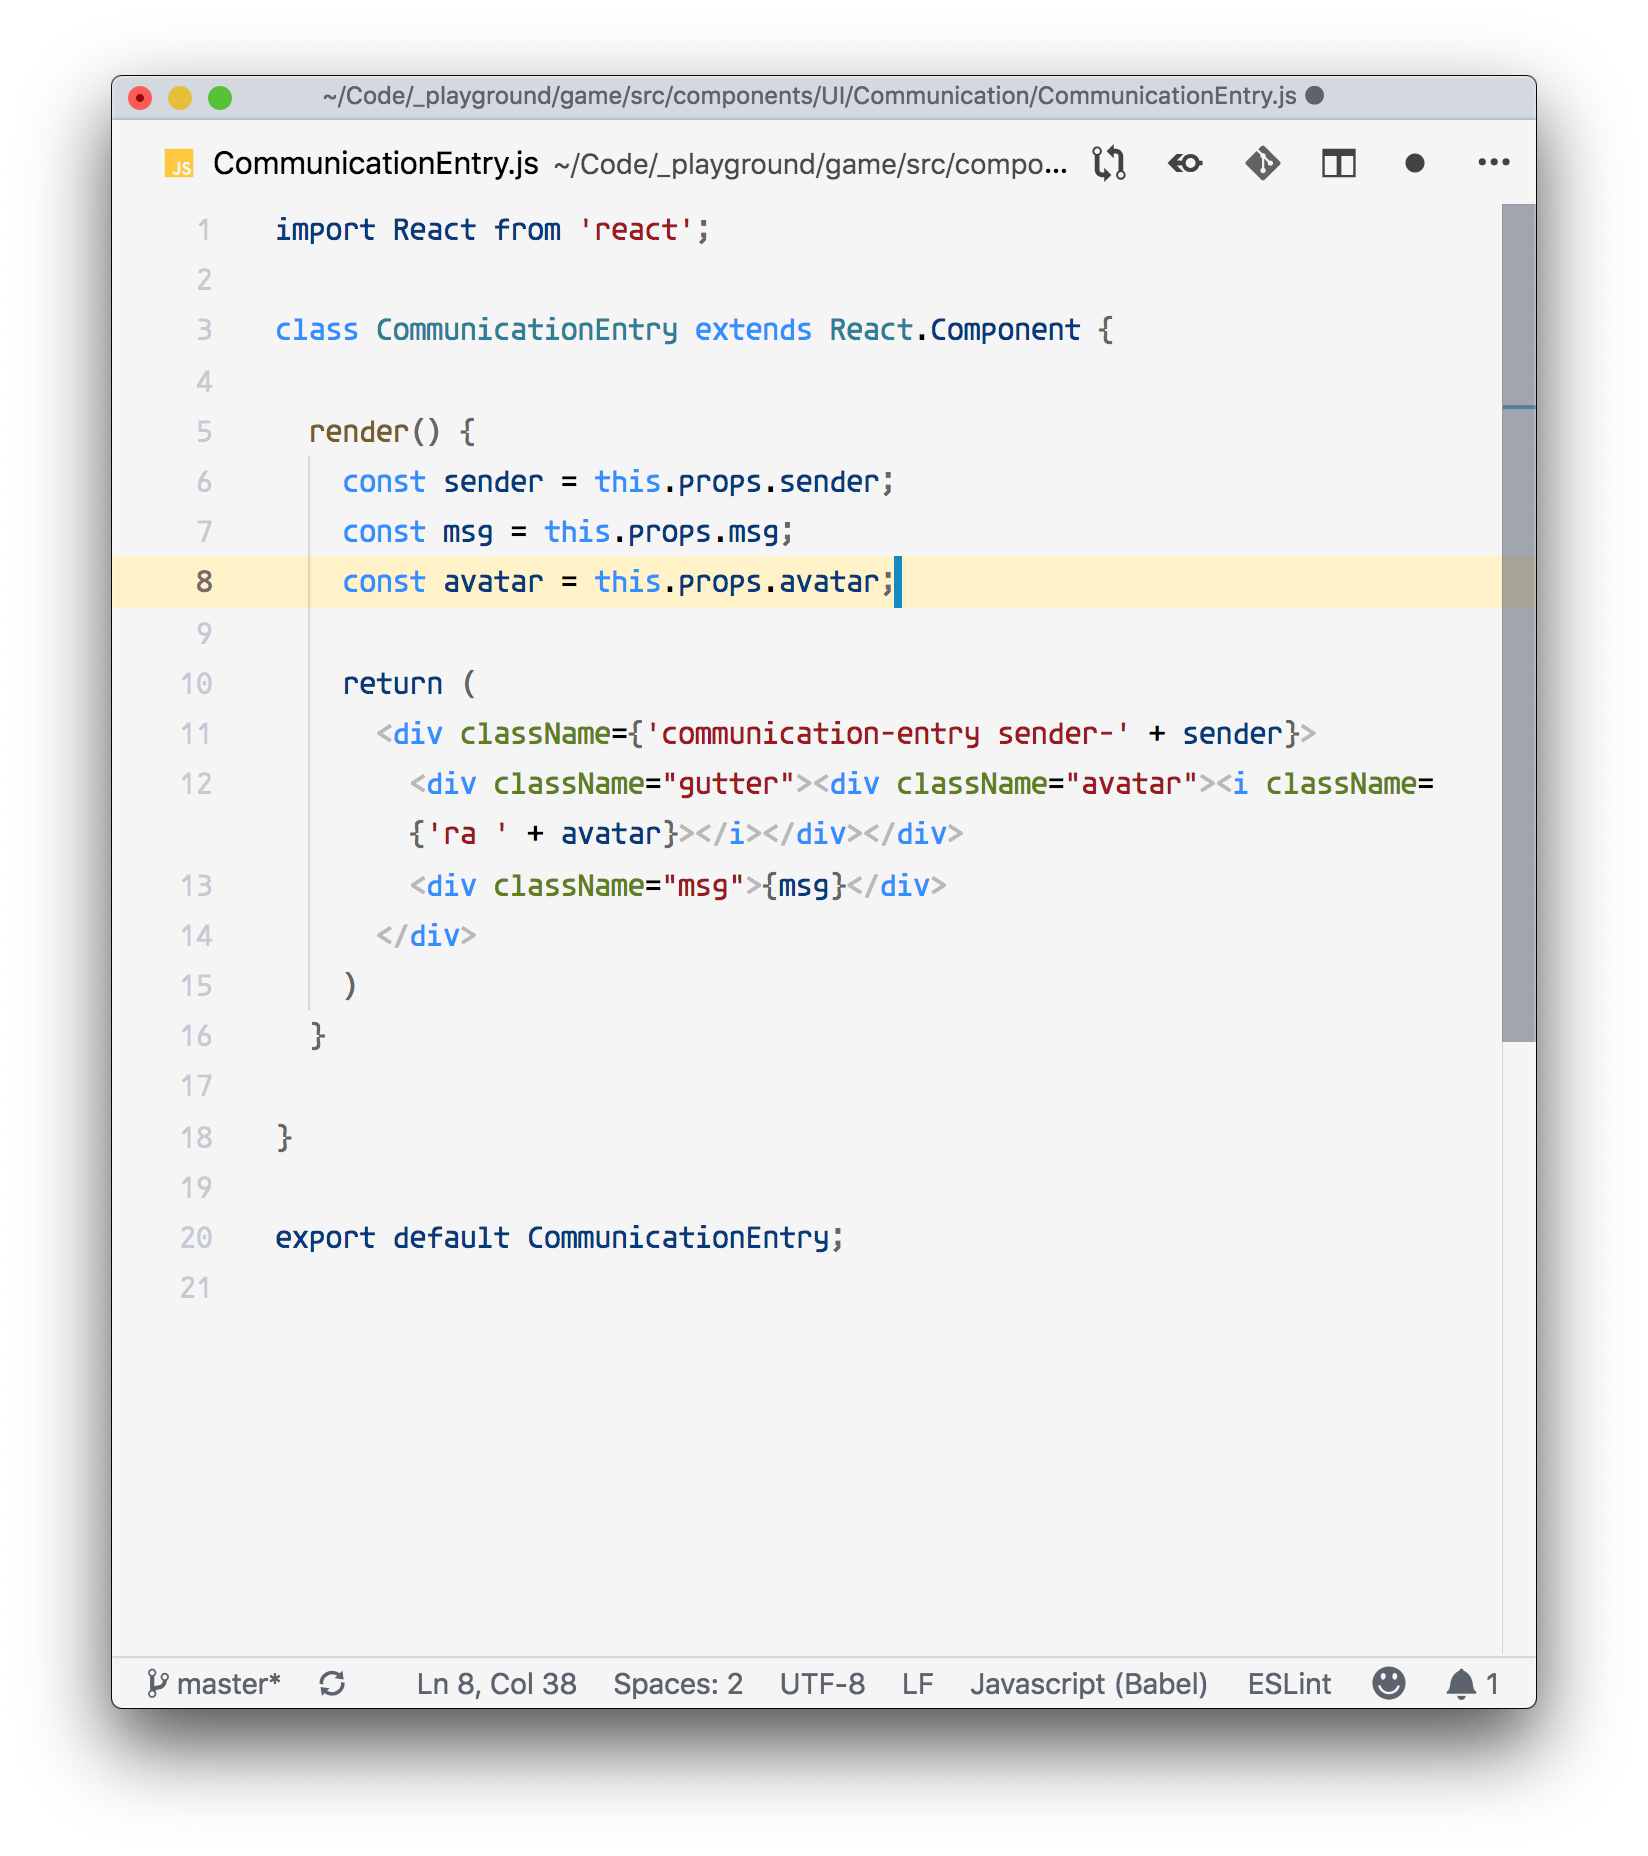 ~/Code/_playground/game/src/components/UI/Communication/CommunicationEntry.js
JS CommunicationEntry.js ~/Code/_playground/game/src/compo...
1 import React from 'react';
2
3 class CommunicationEntry extends React.Component {
4
5 render() {
6 const sender = this.props.sender;
7 const msg = this.props.msg;
8 const avatar = this.props.avatar;
9
10 return (
11 <div className={'communication-entry sender-' + sender}>
12 <div className="gutter"><div className="avatar"><i className=
{'ra ' + avatar}></i></div></div>
13 <div className="msg">{msg}</div>
14 </div>
15 )
16 }
17
18 }
19
20 export default CommunicationEntry;
21
master* Ln 8, Col 38 Spaces: 2 UTF-8 LF Javascript (Babel) ESLint 1